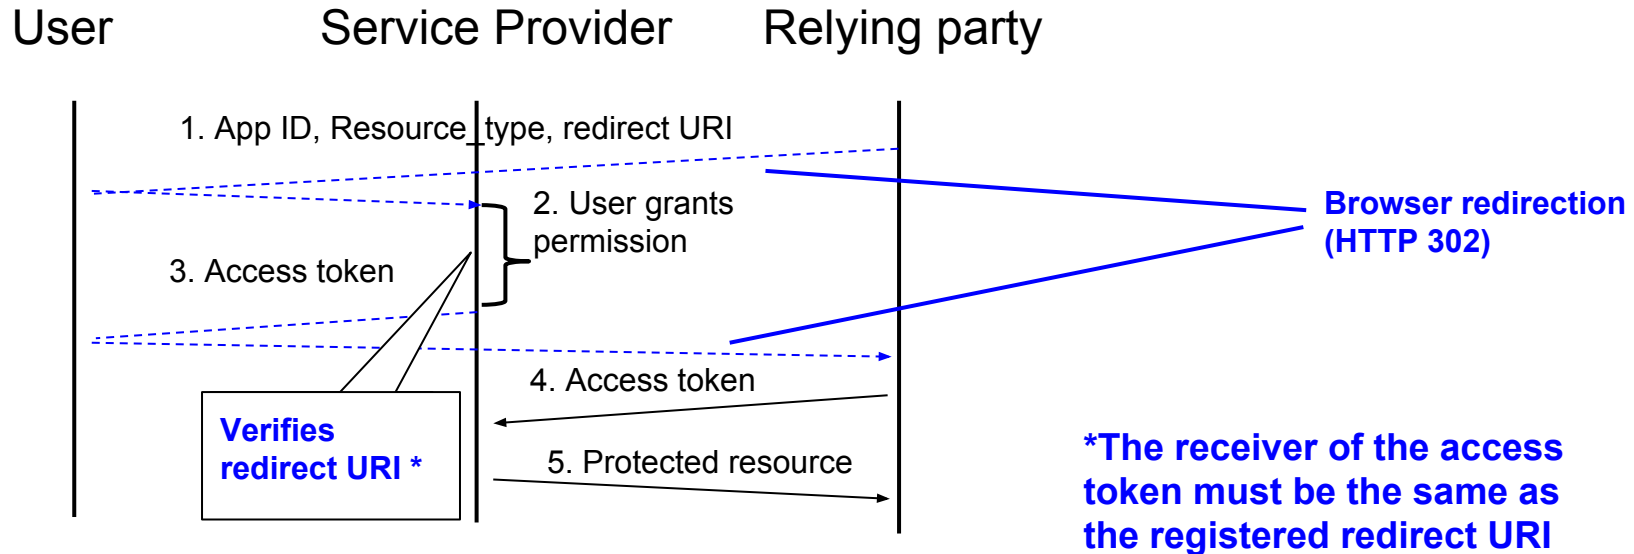 User
Service Provider
Relying party
1. App ID, Resource_type, redirect URI
2. User grants
permission
Browser redirection
(HTTP 302)
3. Access token
4. Access token
Verifies
redirect URI *
5. Protected resource
*The receiver of the access
token must be the same as
the registered redirect URI